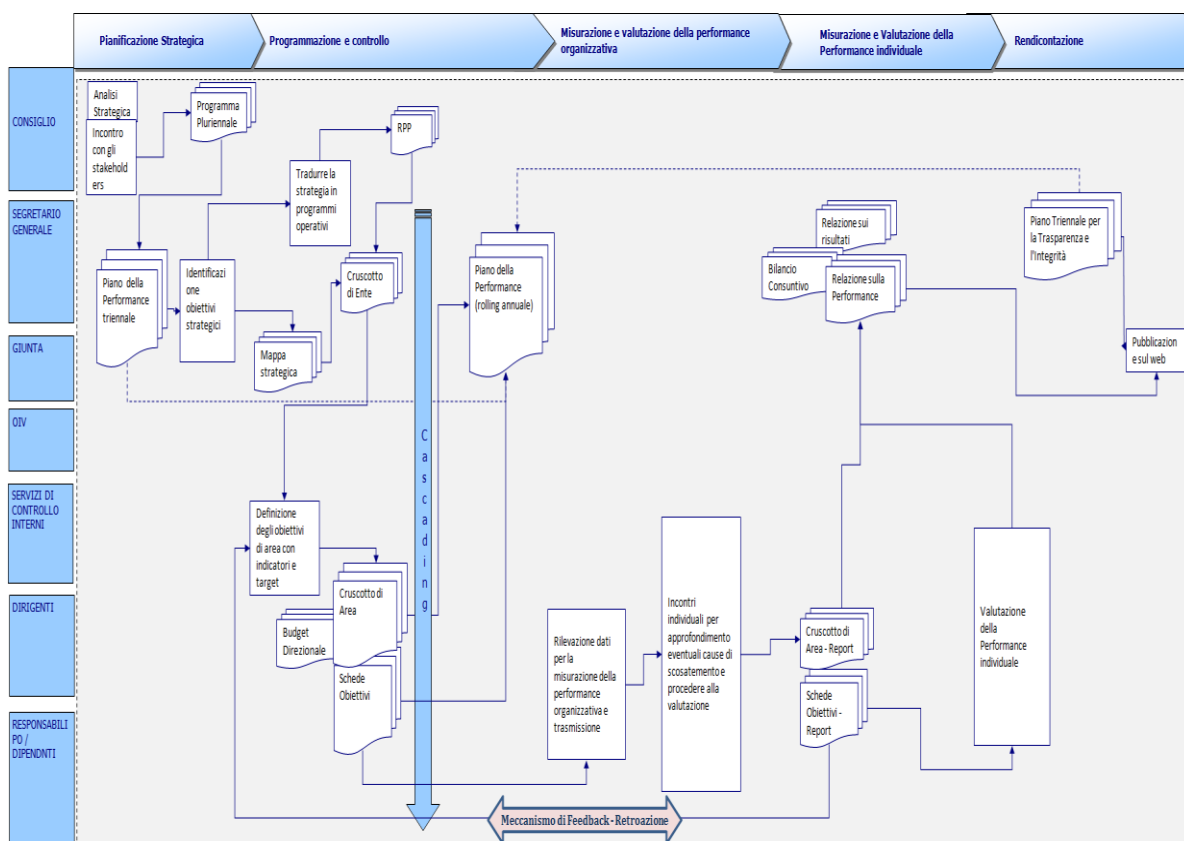 Pianificazione Strategica
Programmazione e controllo
Misurazione e valutazione della performance
organizzativa
Misurazione e Valutazione della
Performance individuale
Rendicontazione
CONSIGLIO
Analisi
Strategica
Incontro
con gli
stakehold
ers
Programma
Pluriennale
RPP
Tradurre la
strategia in
programmi
operativi
SEGRETARIO
GENERALE
Piano della
Performance
triennale
Identificazi
one
obiettivi
strategici
Cruscotto
di Ente
Piano della
Performance
(rolling annuale)
Relazione sui
risultati
Bilancio
Consuntivo
Relazione sulla
Performance
Piano Triennale per
la Trasparenza e
l'Integrità
GIUNTA
Mappa
strategica
Pubblicazion
e sul web
OIV
Cascading
SERVIZI DI
CONTROLLO
INTERNI
Definizione
degli obiettivi
di area con
indicatori e
target
DIRIGENTI
Cruscotto di
Area
Budget
Direzionale
Schede
Obiettivi
Rilevazione dati
per la
misurazione della
performance
organizzativa e
trasmissione
Incontri
individuali per
approfondimento
eventuali cause di
scosatemento e
procedere alla
valutazione
Cruscotto di
Area - Report
Schede
Obiettivi -
Report
Valutazione
della
Performance
individuale
RESPONSABILI
PO /
DIPENDNTI
Meccanismo di Feedback - Retroazione